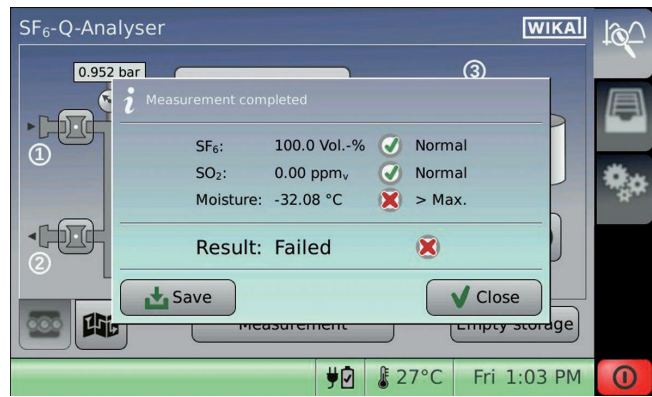 SF₆-Q-Analyser
WIKAI
0.952 bar
③
Measurement completed
①
SF₆: 100.0 Vol.-% Normal
SO₂: 0.00 ppmᵥ Normal
Moisture: -32.08 °C > Max.
②
Result: Failed
Save
Close
Measurement
Empty storage
27°C
Fri 1:03 PM